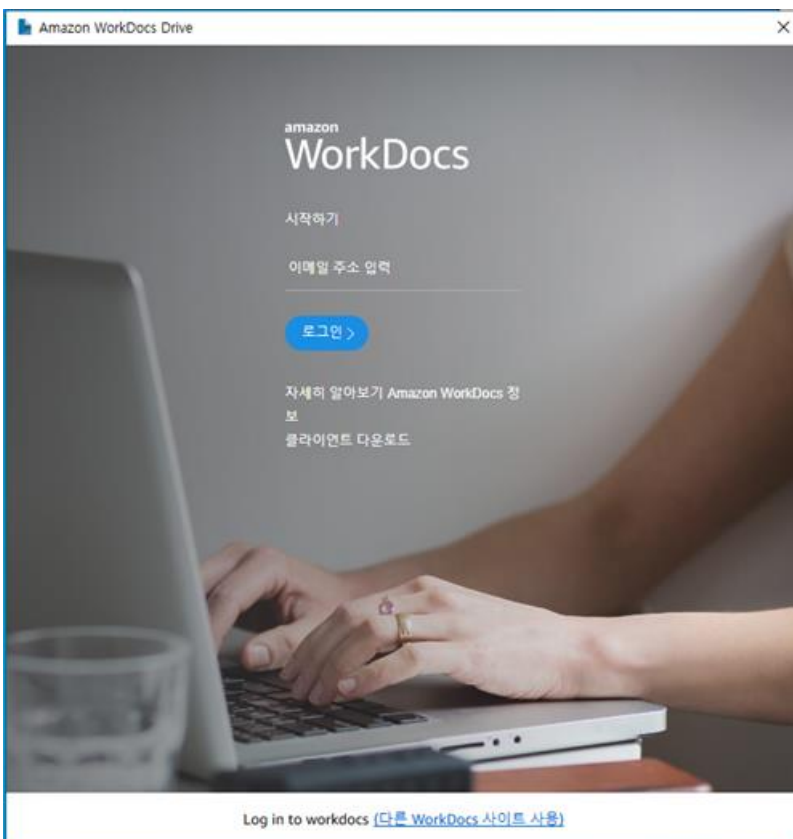 Amazon WorkDocs Drive
amazon
WorkDocs
시작하기
이메일 주소 입력
로그인 >
자세히 알아보기 Amazon WorkDocs 정
보
클라이언트 다운로드
Log in to workdocs (다른 WorkDocs 사이트 사용)